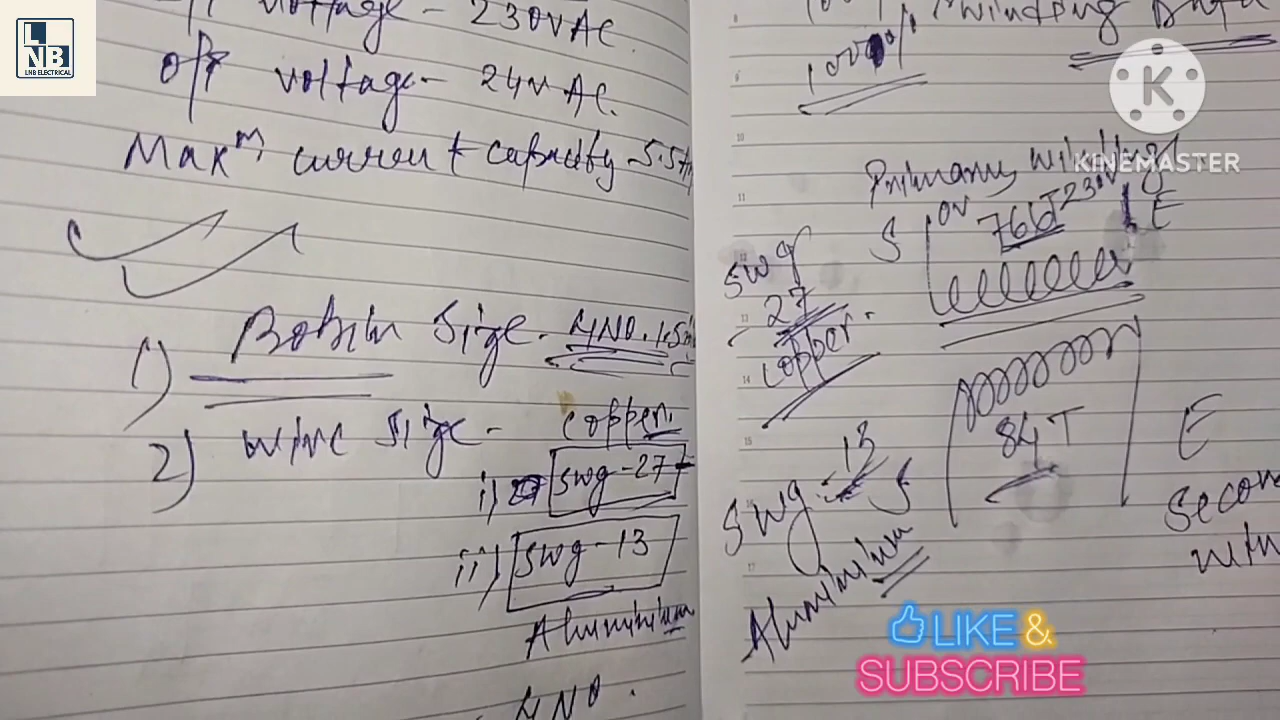 LNB
LNB ELECTRICAL
voltage - 230VAC
o/p voltage - 24V AC.
Maxm current capacity - 5.5A
1) Bobin Size. 4NO. 1.5
2) wire size - copper.
i) Swg-27
ii) Swg-13
Aluminium
4NO.
100%
winding Data
K
KINEMASTER
Primary winding
S 0V 766T 230V E
Swg
27
copper.
84T
Swg: 13 S E
Aluminium
LIKE &
SUBSCRIBE